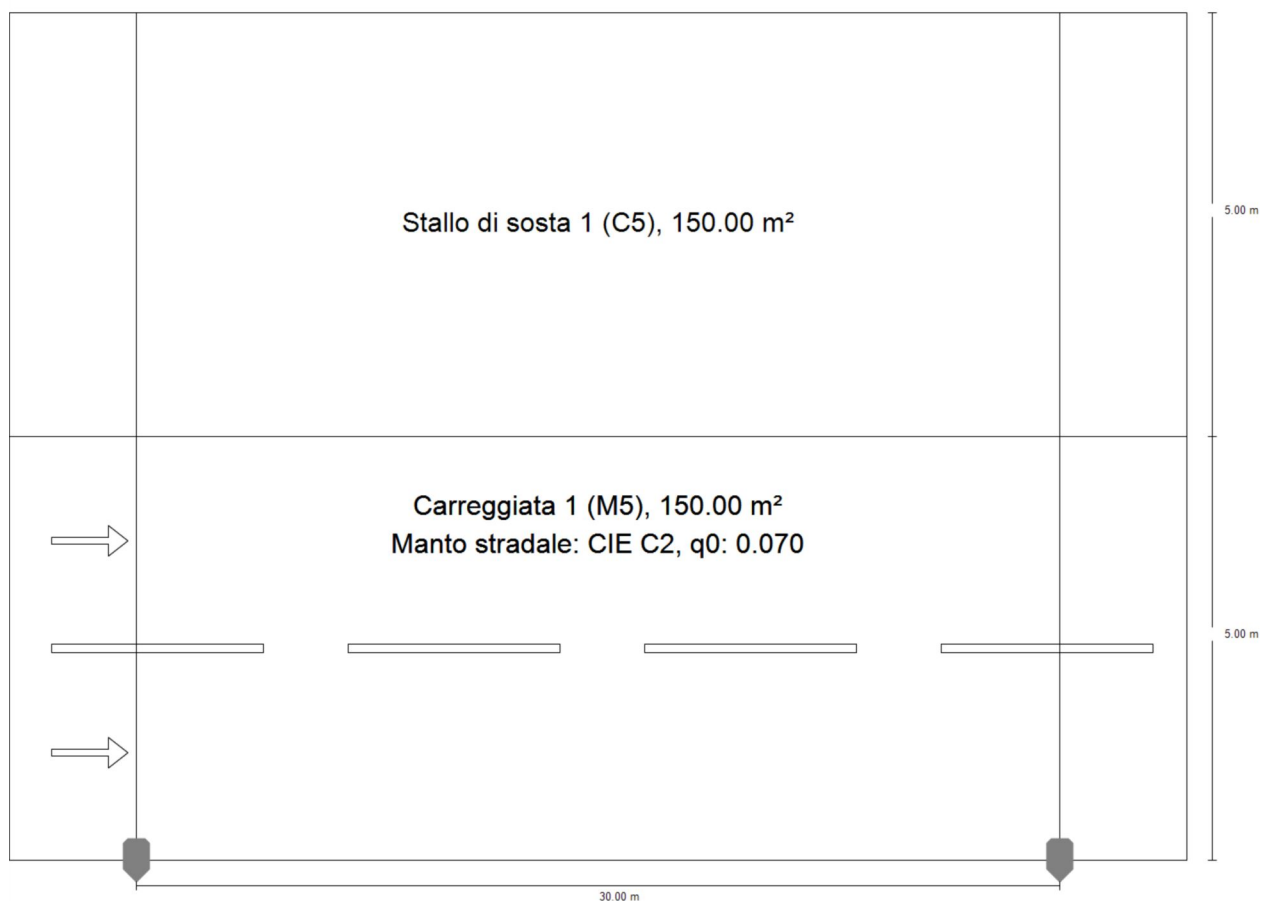 Stallo di sosta 1 (C5), 150.00 m²
5.00 m
Carreggiata 1 (M5), 150.00 m²
Manto stradale: CIE C2, q0: 0.070
5.00 m
30.00 m